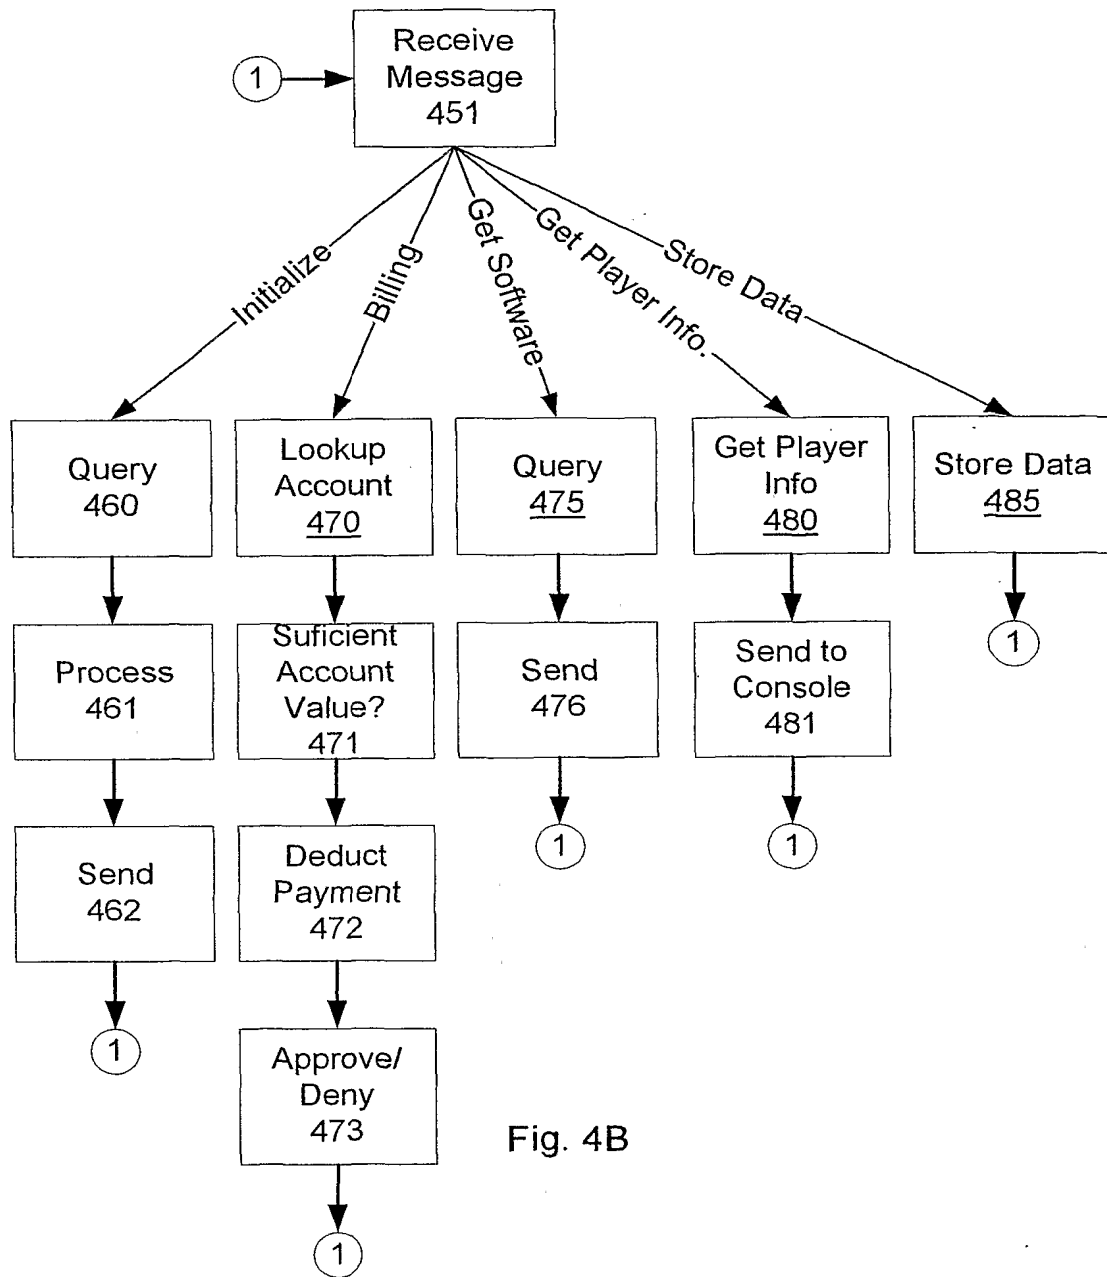 1
Receive
Message
451
Initialize
Billing
Get Software
Get Player Info.
Store Data
Query
460
Lookup
Account
470
Query
475
Get Player
Info
480
Store Data
485
Process
461
Suficient
Account
Value?
471
Send
476
Send to
Console
481
1
Send
462
Deduct
Payment
472
1
1
1
Approve/
Deny
473
Fig. 4B
1